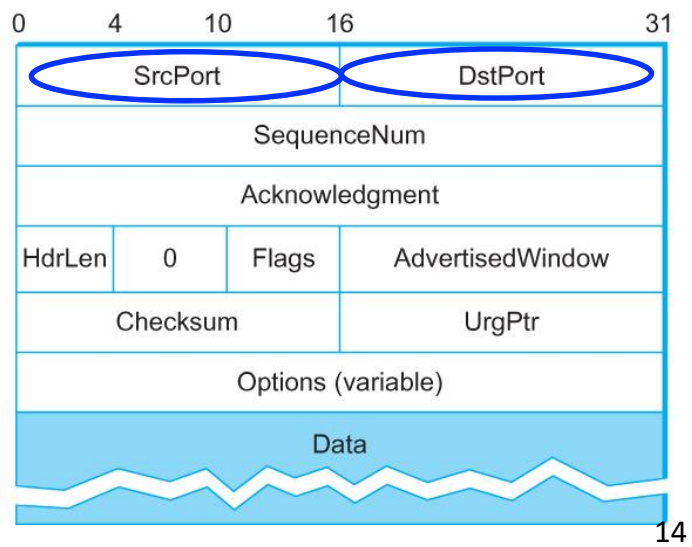 0 4 10 16 31
SrcPort DstPort
SequenceNum
Acknowledgment
HdrLen 0 Flags AdvertisedWindow
Checksum UrgPtr
Options (variable)
Data
14